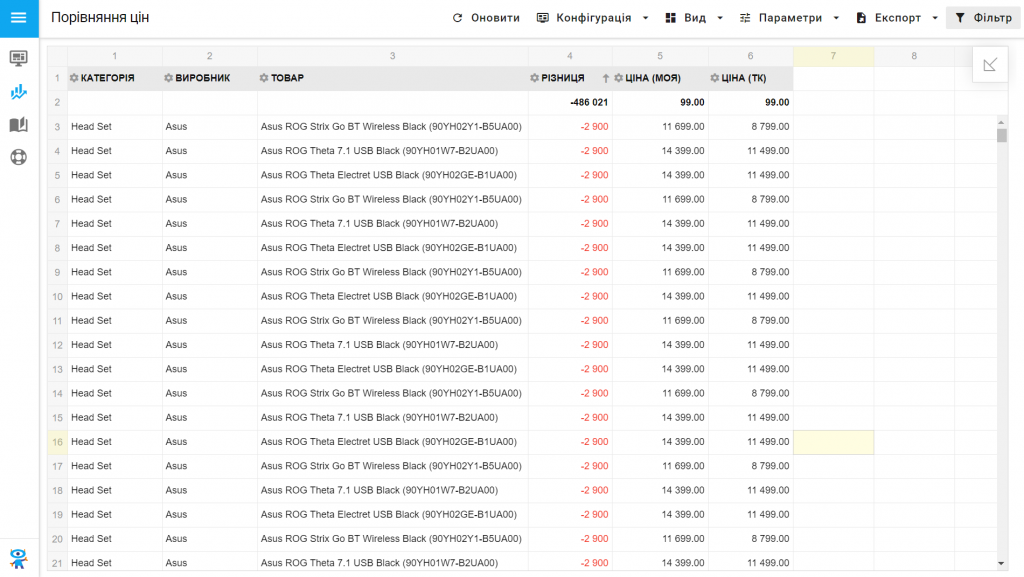 Порівняння цін
Оновити Конфігурація Вид Параметри Експорт Фільтр
1 2 3 4 5 6 7 8
1 КАТЕГОРІЯ ВИРОБНИК ТОВАР РІЗНИЦЯ ЦІНА (МОЯ) ЦІНА (ТК)
2 -486 021 99.00 99.00
3 Head Set Asus Asus ROG Strix Go BT Wireless Black (90YH02Y1-B5UA00) -2 900 11 699.00 8 799.00
4 Head Set Asus Asus ROG Theta 7.1 USB Black (90YH01W7-B2UA00) -2 900 14 399.00 11 499.00
5 Head Set Asus Asus ROG Theta Electret USB Black (90YH02GE-B1UA00) -2 900 14 399.00 11 499.00
6 Head Set Asus Asus ROG Strix Go BT Wireless Black (90YH02Y1-B5UA00) -2 900 11 699.00 8 799.00
7 Head Set Asus Asus ROG Theta 7.1 USB Black (90YH01W7-B2UA00) -2 900 14 399.00 11 499.00
8 Head Set Asus Asus ROG Theta Electret USB Black (90YH02GE-B1UA00) -2 900 14 399.00 11 499.00
9 Head Set Asus Asus ROG Strix Go BT Wireless Black (90YH02Y1-B5UA00) -2 900 11 699.00 8 799.00
10 Head Set Asus Asus ROG Theta Electret USB Black (90YH02GE-B1UA00) -2 900 14 399.00 11 499.00
11 Head Set Asus Asus ROG Strix Go BT Wireless Black (90YH02Y1-B5UA00) -2 900 11 699.00 8 799.00
12 Head Set Asus Asus ROG Theta 7.1 USB Black (90YH01W7-B2UA00) -2 900 14 399.00 11 499.00
13 Head Set Asus Asus ROG Theta Electret USB Black (90YH02GE-B1UA00) -2 900 14 399.00 11 499.00
14 Head Set Asus Asus ROG Strix Go BT Wireless Black (90YH02Y1-B5UA00) -2 900 11 699.00 8 799.00
15 Head Set Asus Asus ROG Theta 7.1 USB Black (90YH01W7-B2UA00) -2 900 14 399.00 11 499.00
16 Head Set Asus Asus ROG Theta Electret USB Black (90YH02GE-B1UA00) -2 900 14 399.00 11 499.00
17 Head Set Asus Asus ROG Strix Go BT Wireless Black (90YH02Y1-B5UA00) -2 900 11 699.00 8 799.00
18 Head Set Asus Asus ROG Theta 7.1 USB Black (90YH01W7-B2UA00) -2 900 14 399.00 11 499.00
19 Head Set Asus Asus ROG Theta Electret USB Black (90YH02GE-B1UA00) -2 900 14 399.00 11 499.00
20 Head Set Asus Asus ROG Strix Go BT Wireless Black (90YH02Y1-B5UA00) -2 900 11 699.00 8 799.00
21 Head Set Asus Asus ROG Theta 7.1 USB Black (90YH01W7-B2UA00) -2 900 14 399.00 11 499.00